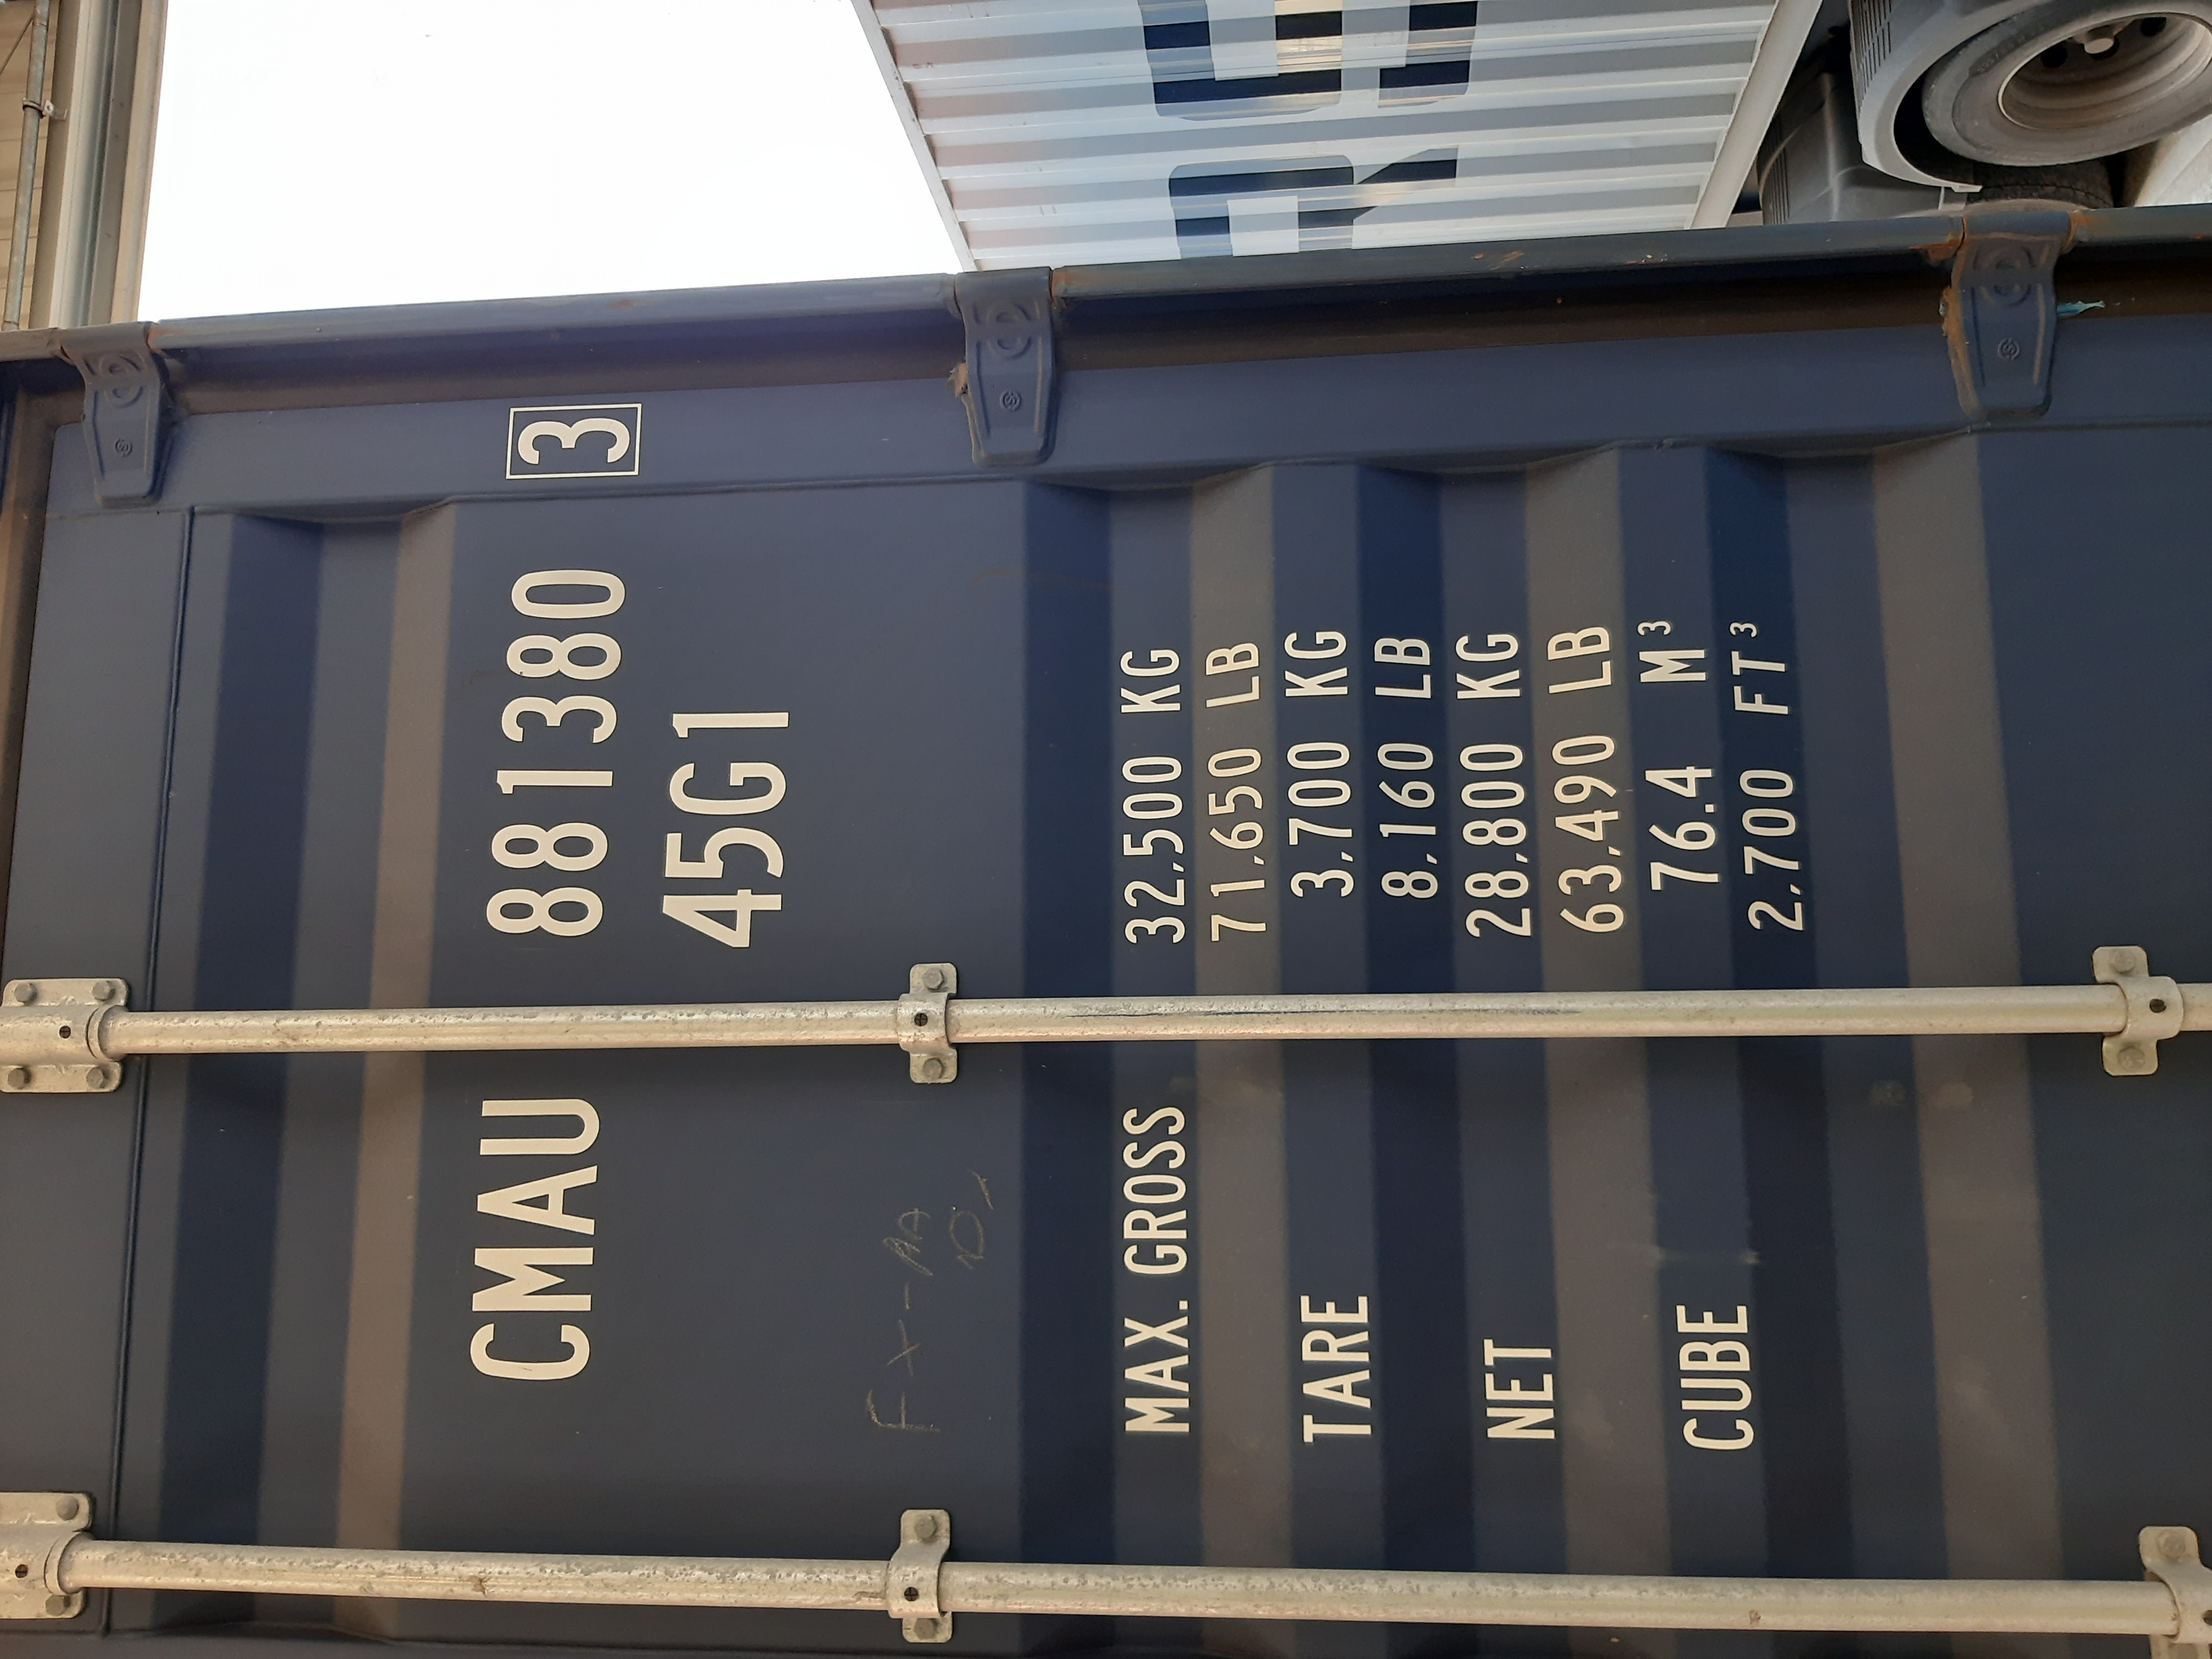 CMAU 881380 3
45G1
MAX. GROSS 32,500 KG
71,650 LB
TARE 3,700 KG
8,160 LB
NET 28,800 KG
63,490 LB
CUBE 76.4 M³
2,700 FT³